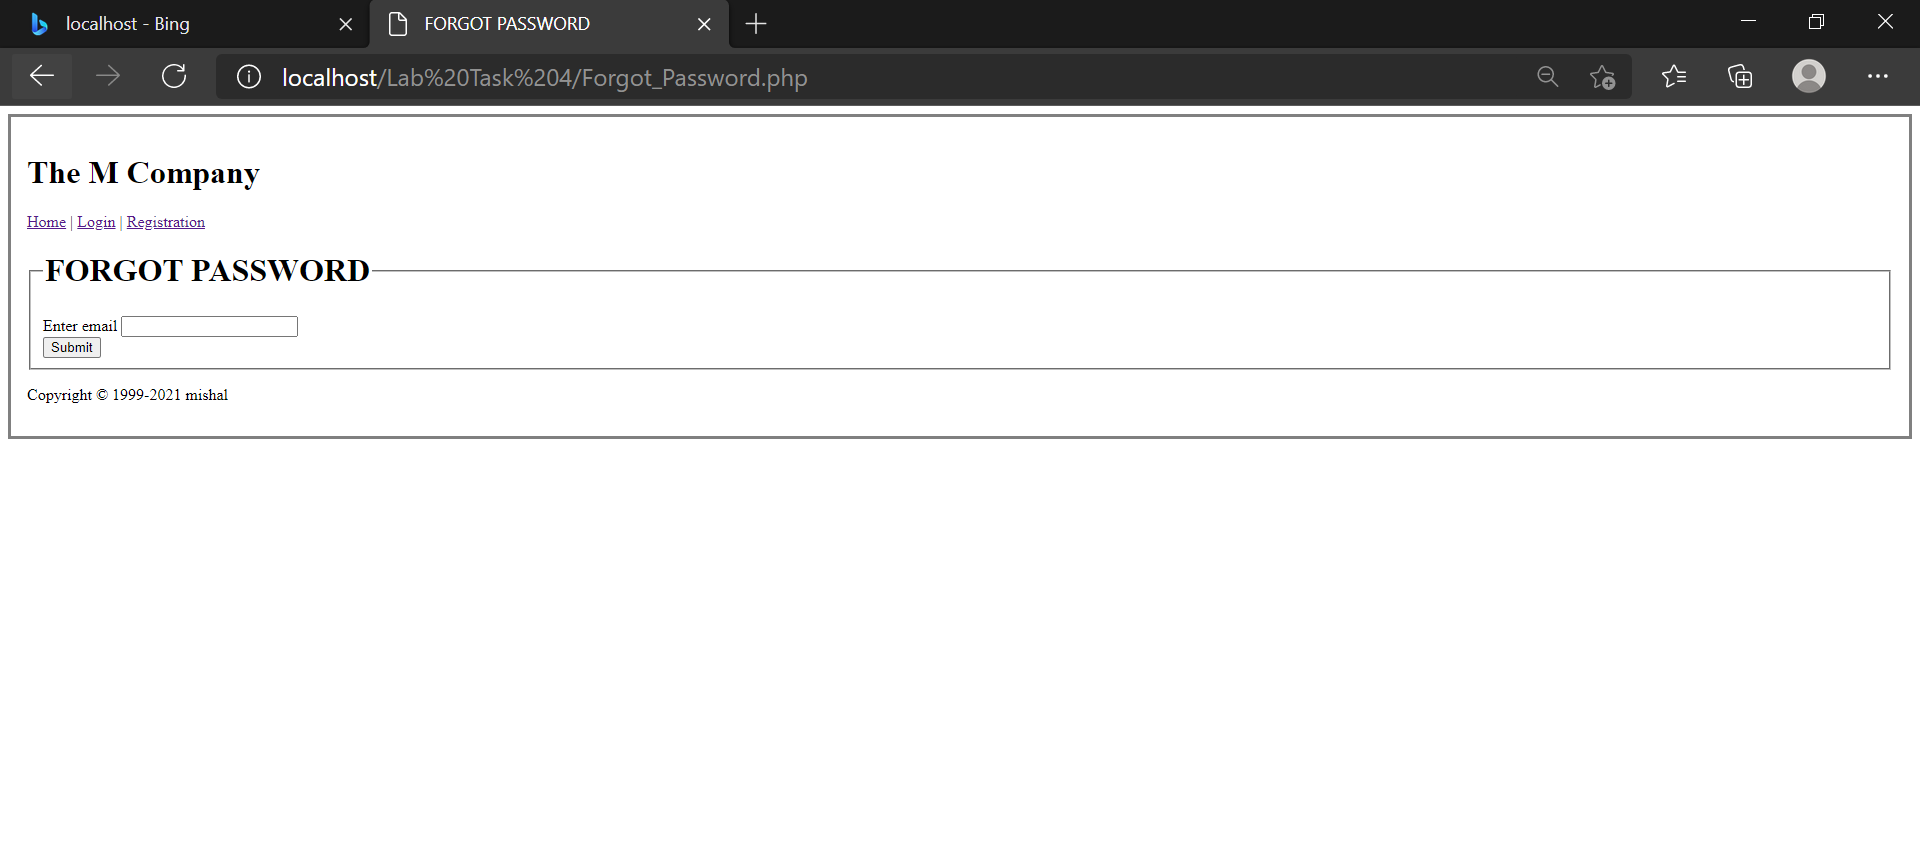 localhost - Bing
FORGOT PASSWORD
localhost/Lab%20Task%204/Forgot_Password.php
The M Company
Home | Login | Registration
FORGOT PASSWORD
Enter email
Submit
Copyright © 1999-2021 mishal